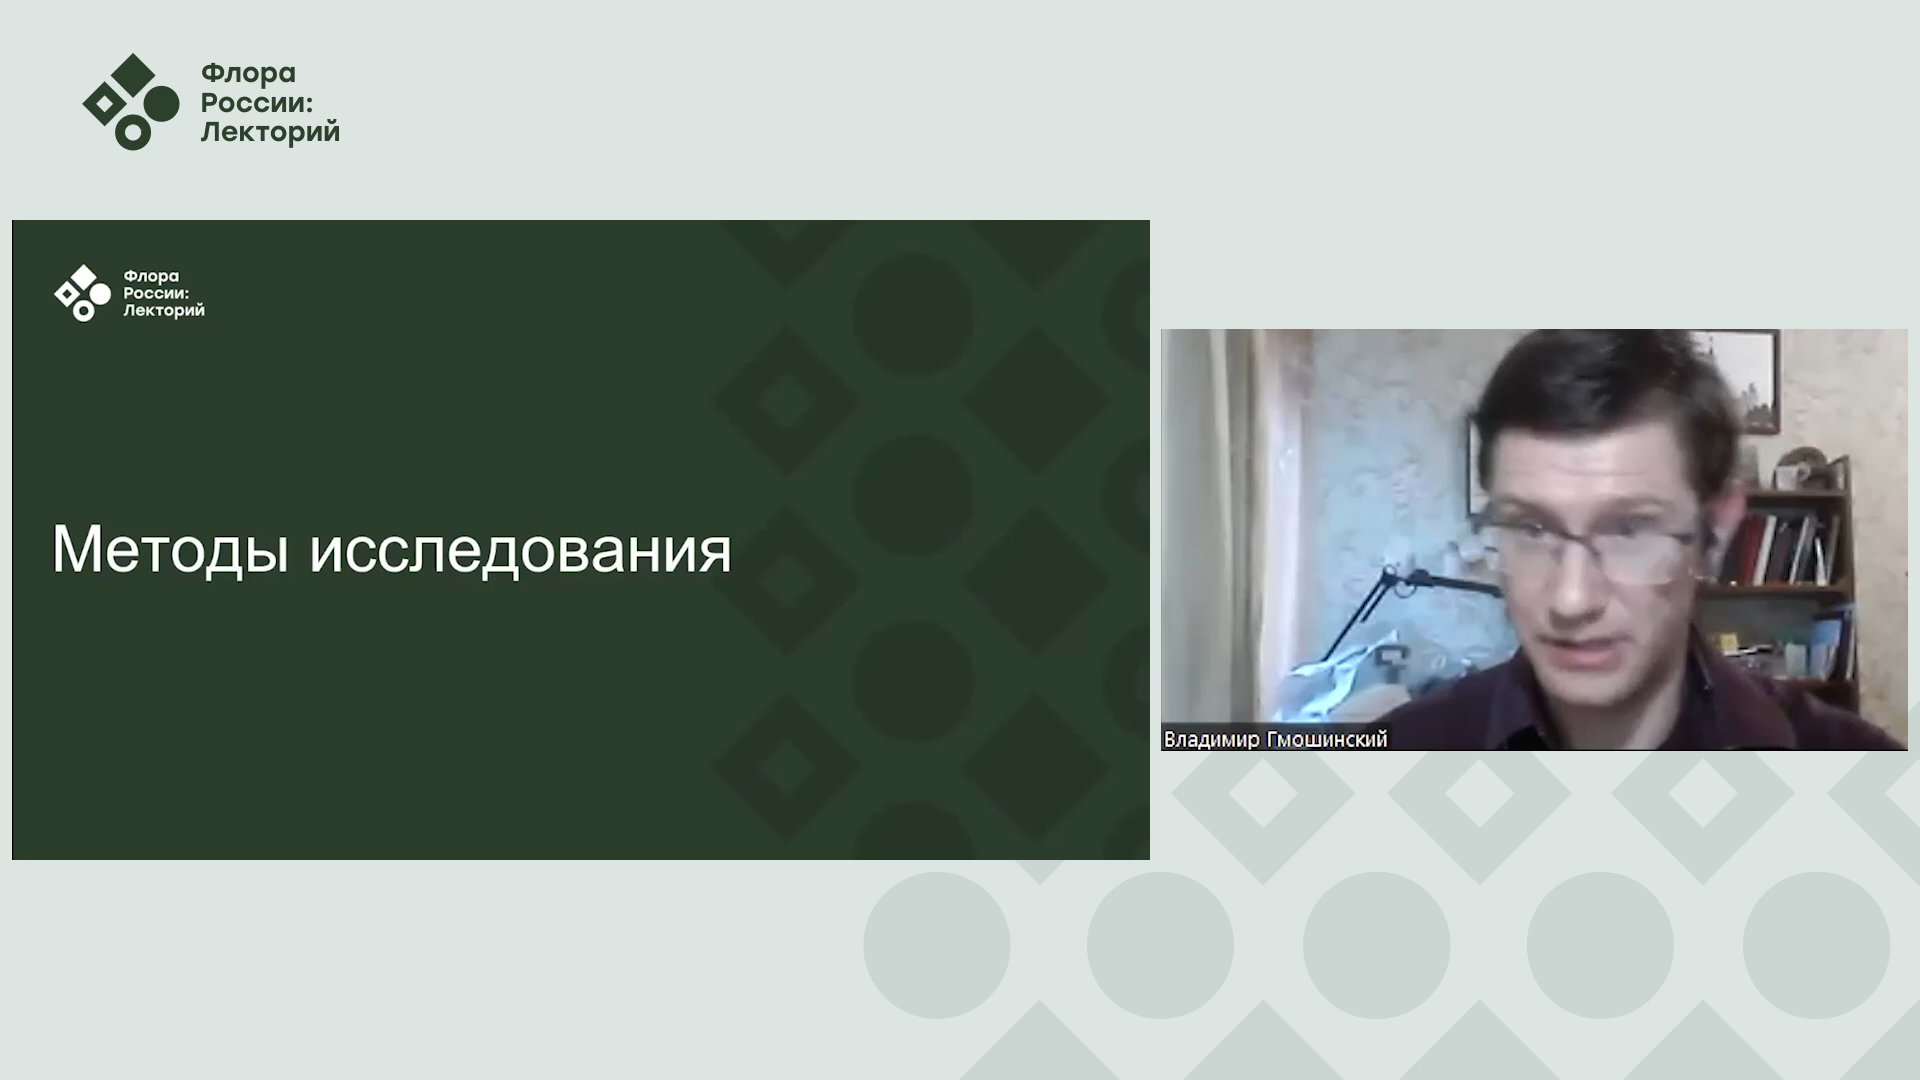 Флора
России:
Лекторий
Флора
России:
Лекторий
Методы исследования
Владимир Гмошинский